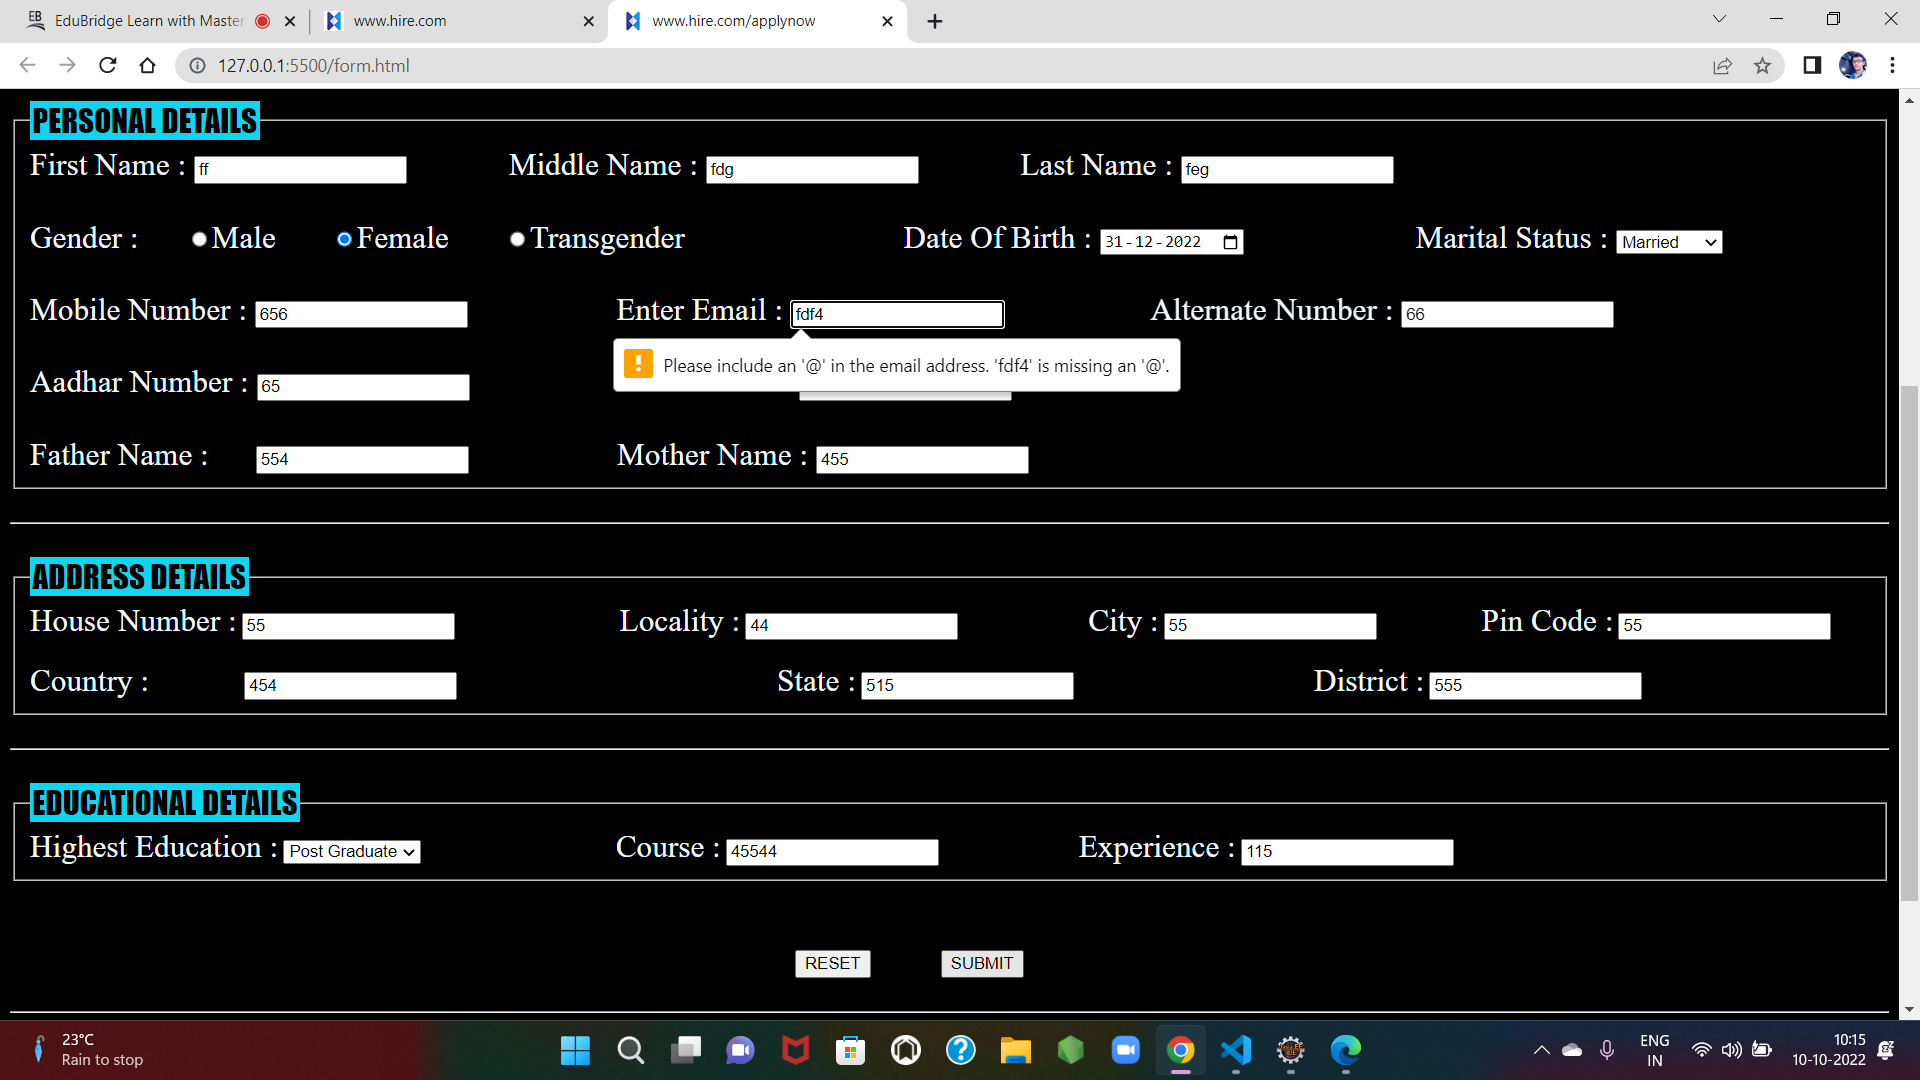 EduBridge Learn with Master
www.hire.com
www.hire.com/applynow
127.0.0.1:5500/form.html
PERSONAL DETAILS
First Name : ff Middle Name : fdg Last Name : feg
Gender : Male Female Transgender Date Of Birth : 31-12-2022 Marital Status : Married
Mobile Number : 656 Enter Email : fdf4 Alternate Number : 66
Please include an '@' in the email address. 'fdf4' is missing an '@'.
Aadhar Number : 65
Father Name : 554 Mother Name : 455
ADDRESS DETAILS
House Number : 55 Locality : 44 City : 55 Pin Code : 55
Country : 454 State : 515 District : 555
EDUCATIONAL DETAILS
Highest Education : Post Graduate Course : 45544 Experience : 115
RESET SUBMIT
23°C
Rain to stop
ENG
IN
10:15
10-10-2022